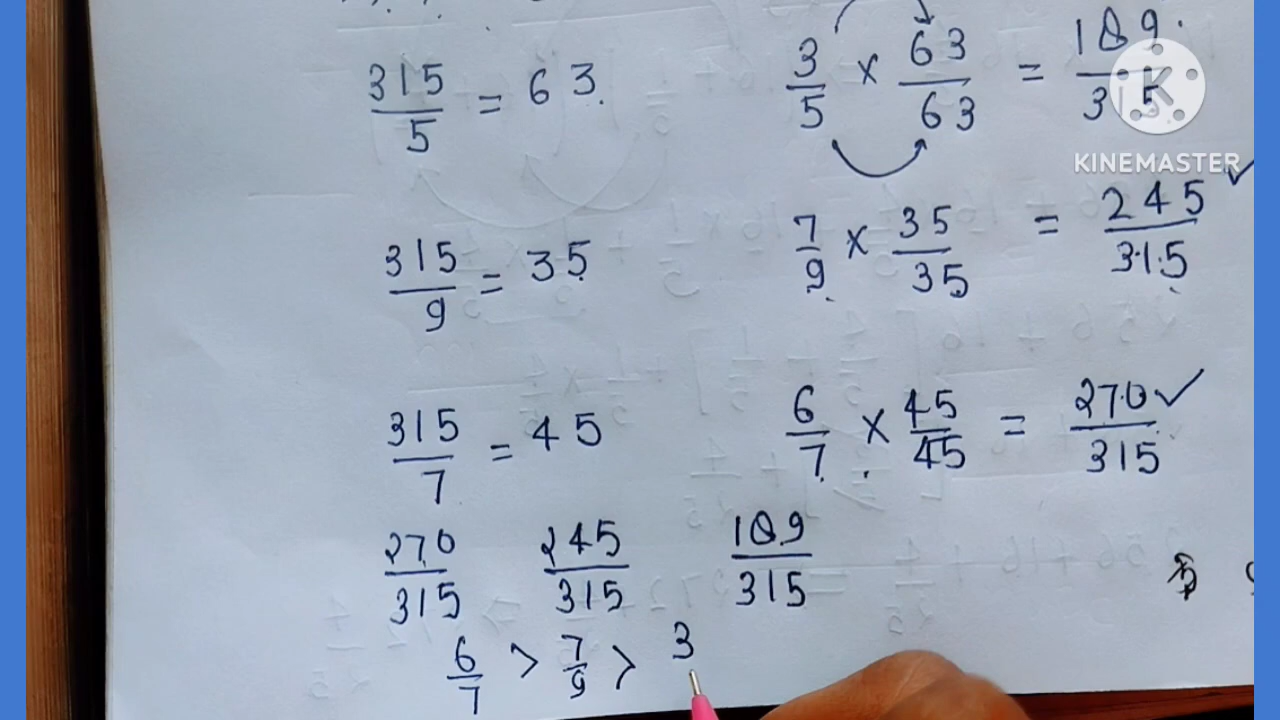 315/5 = 63.    3/5 × 63/63 = 189/315
KINEMASTER
315/9 = 35    7/9 × 35/35 = 245/315 ✓
315/7 = 45    6/7 × 45/45 = 270/315 ✓
270/315    245/315    189/315
6/7 > 7/9 > 3